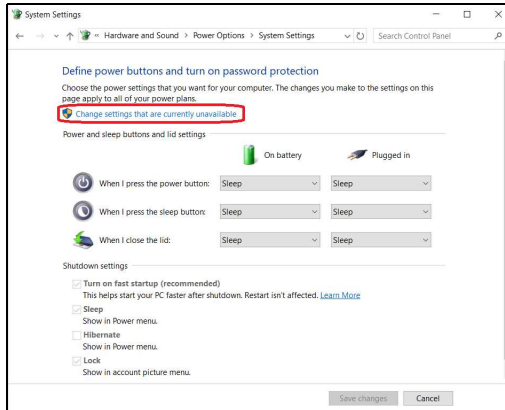 System Settings
« Hardware and Sound > Power Options > System Settings
Search Control Panel
Define power buttons and turn on password protection
Choose the power settings that you want for your computer. The changes you make to the settings on this
page apply to all of your power plans.
Change settings that are currently unavailable
Power and sleep buttons and lid settings
On battery Plugged in
When I press the power button: Sleep Sleep
When I press the sleep button: Sleep Sleep
When I close the lid: Sleep Sleep
Shutdown settings
Turn on fast startup (recommended)
This helps start your PC faster after shutdown. Restart isn't affected. Learn More
Sleep
Show in Power menu.
Hibernate
Show in Power menu.
Lock
Show in account picture menu.
Save changes Cancel